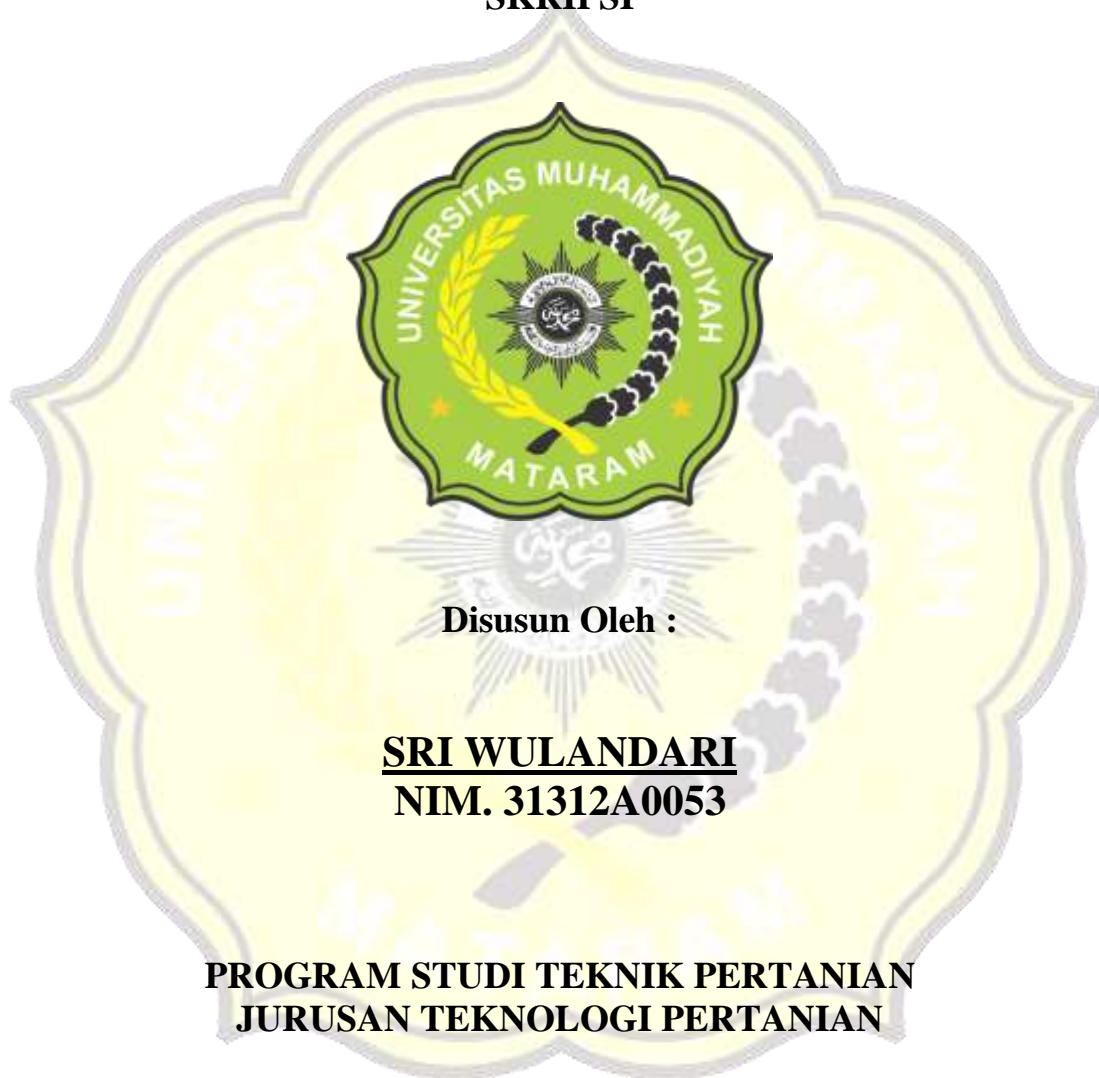 SKRIPSI
UNIVERSITAS MUHAMMADIYAH
MATARAM
Disusun Oleh :
SRI WULANDARI
NIM. 31312A0053
PROGRAM STUDI TEKNIK PERTANIAN
JURUSAN TEKNOLOGI PERTANIAN